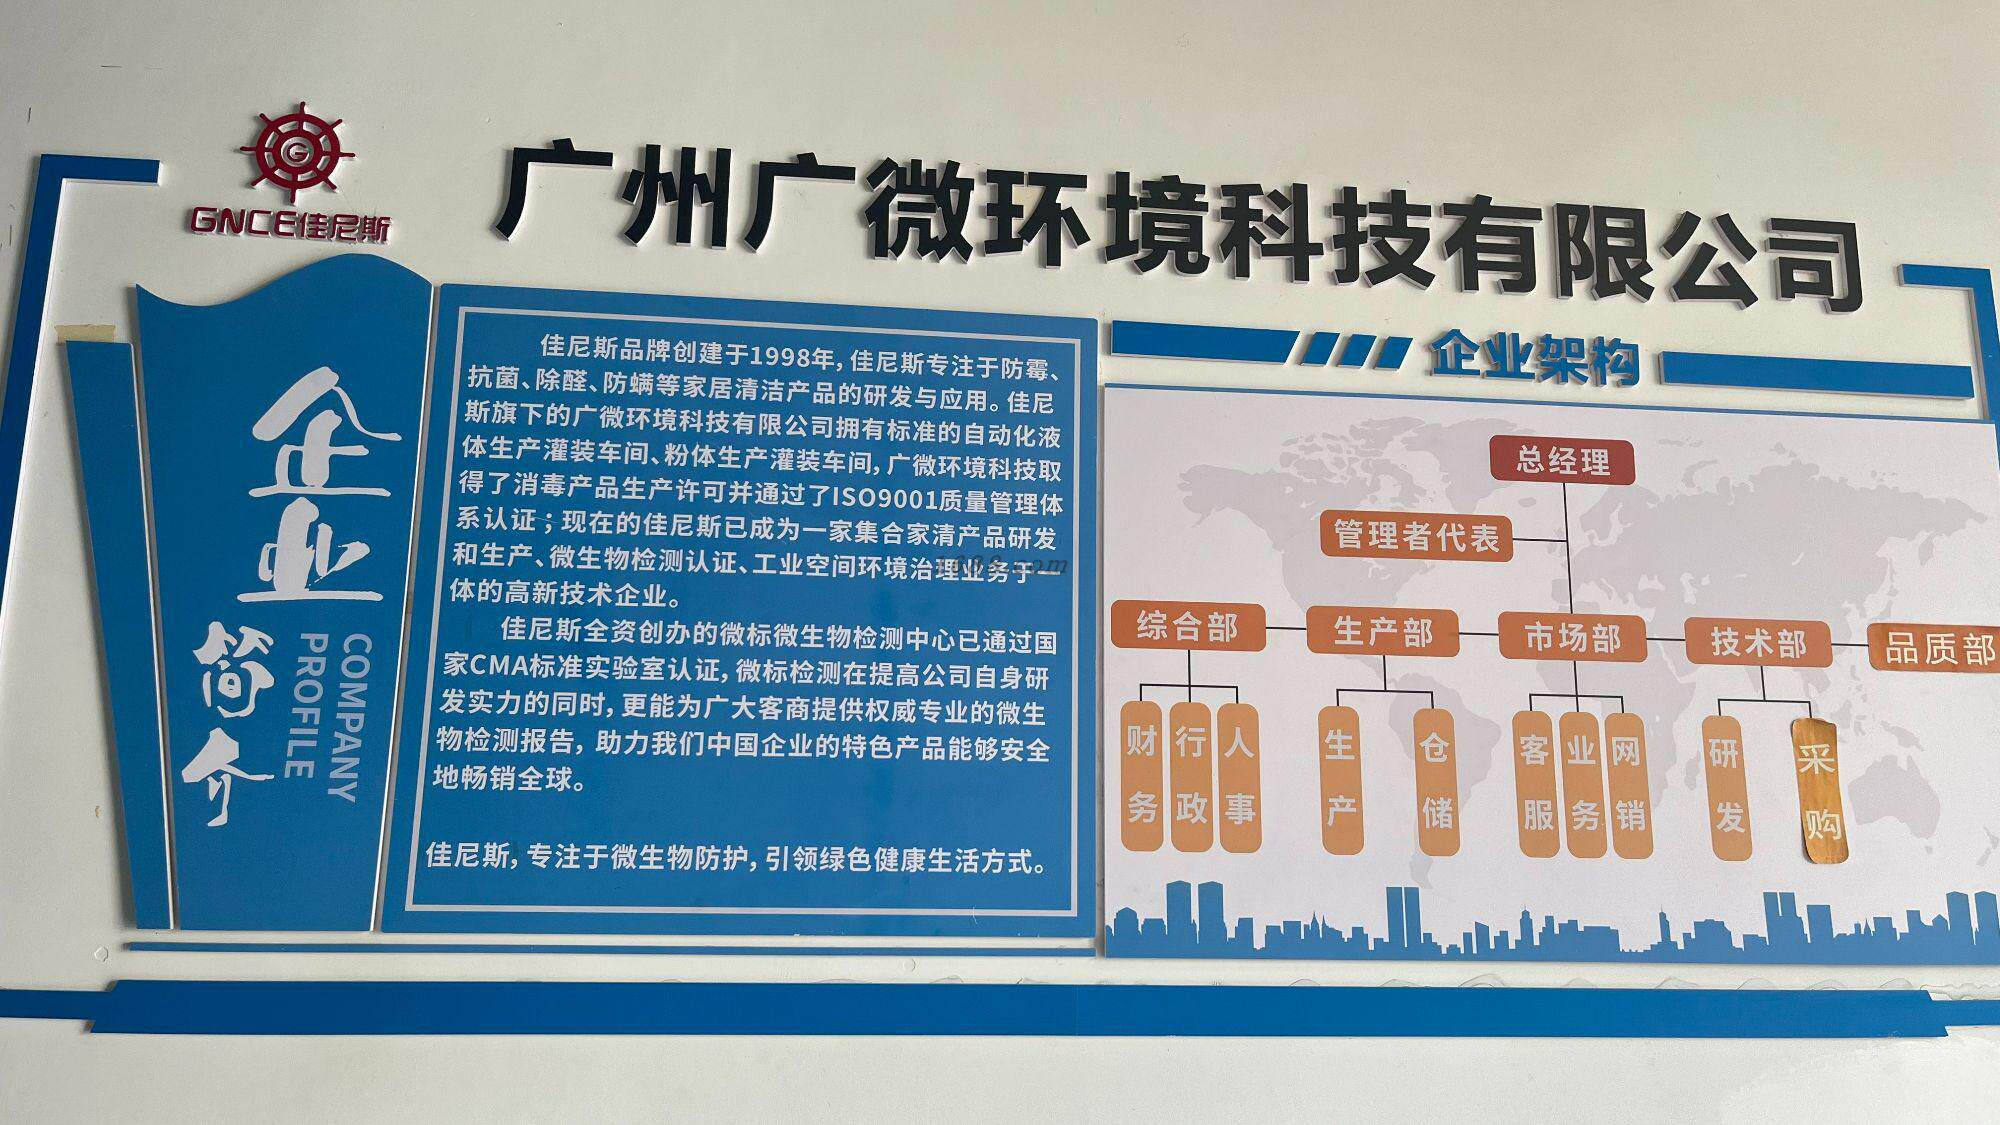 G
GNCE佳尼斯
广州广微环境科技有限公司
企业简介
COMPANY
PROFILE
佳尼斯品牌创建于1998年,佳尼斯专注于防霉、
抗菌、除醛、防螨等家居清洁产品的研发与应用。佳尼
斯旗下的广微环境科技有限公司拥有标准的自动化液
体生产灌装车间、粉体生产灌装车间,广微环境科技取
得了消毒产品生产许可并通过了ISO9001质量管理体
系认证；现在的佳尼斯已成为一家集合家清产品研发
和生产、微生物检测认证、工业空间环境治理业务于一
体的高新技术企业。
佳尼斯全资创办的微标微生物检测中心已通过国
家CMA标准实验室认证,微标检测在提高公司自身研
发实力的同时,更能为广大客商提供权威专业的微生
物检测报告,助力我们中国企业的特色产品能够安全
地畅销全球。
佳尼斯,专注于微生物防护,引领绿色健康生活方式。
1688.com
企业架构
总经理
管理者代表
综合部
生产部
市场部
技术部
品质部
财务
行政
人事
生产
仓储
客服
业务
网销
研发
采购